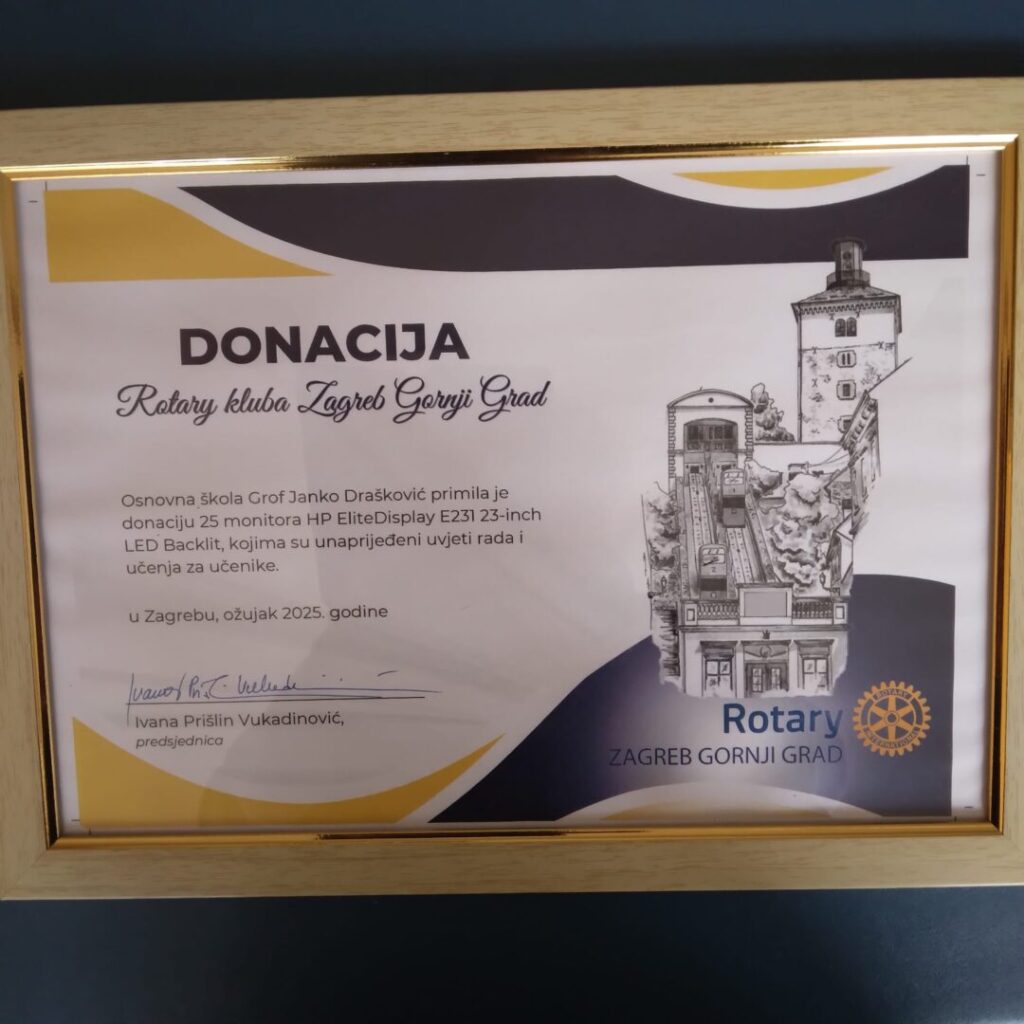 DONACIJA
Rotary kluba Zagreb Gornji Grad
Osnovna škola Grof Janko Drašković primila je
donaciju 25 monitora HP EliteDisplay E231 23-inch
LED Backlit, kojima su unaprijeđeni uvjeti rada i
učenja za učenike.
u Zagrebu, ožujak 2025. godine
Ivana Prišlin Vukadinović,
predsjednica
Rotary
ZAGREB GORNJI GRAD
ROTARY
INTERNATIONAL